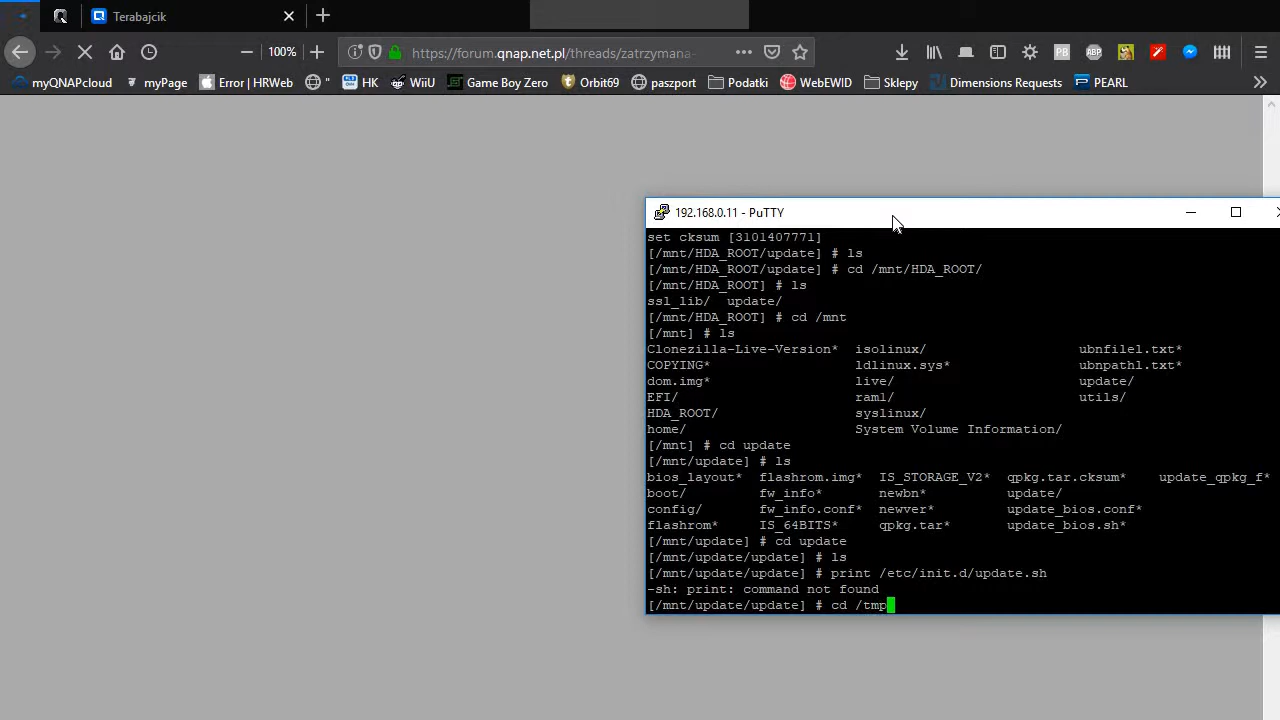 Terabajcik
100%
https://forum.qnap.net.pl/threads/zatrzymana-
myQNAPcloud
myPage
Error | HRWeb
"
HK
WiiU
Game Boy Zero
Orbit69
paszport
Podatki
WebEWID
Sklepy
Dimensions Requests
PEARL
PB
ABP
192.168.0.11 - PuTTY
set cksum [3101407771]
[/mnt/HDA_ROOT/update] # ls
[/mnt/HDA_ROOT/update] # cd /mnt/HDA_ROOT/
[/mnt/HDA_ROOT] # ls
ssl_lib/ update/
[/mnt/HDA_ROOT] # cd /mnt
[/mnt] # ls
Clonezilla-Live-Version* isolinux/ ubnfilel.txt*
COPYING* ldlinux.sys* ubnpathl.txt*
dom.img* live/ update/
EFI/ ram1/ utils/
HDA_ROOT/ syslinux/
home/ System Volume Information/
[/mnt] # cd update
[/mnt/update] # ls
bios_layout* flashrom.img* IS_STORAGE_V2* qpkg.tar.cksum* update_qpkg_f*
boot/ fw_info* newbn* update/
config/ fw_info.conf* newver* update_bios.conf*
flashrom* IS_64BITS* qpkg.tar* update_bios.sh*
[/mnt/update] # cd update
[/mnt/update/update] # ls
[/mnt/update/update] # print /etc/init.d/update.sh
-sh: print: command not found
[/mnt/update/update] # cd /tmp